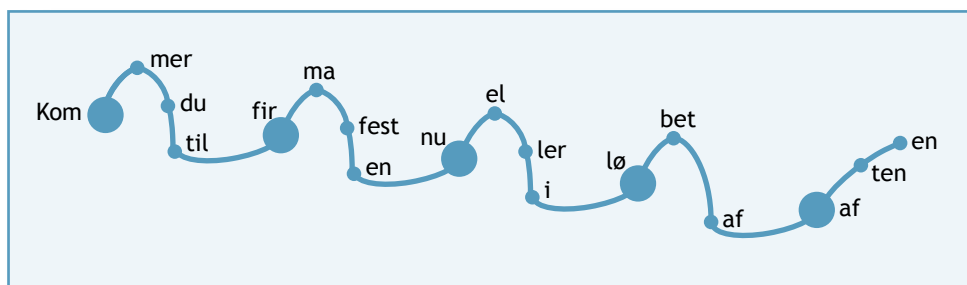 Kom mer du til fir ma fest en nu el ler i lø bet af af ten en